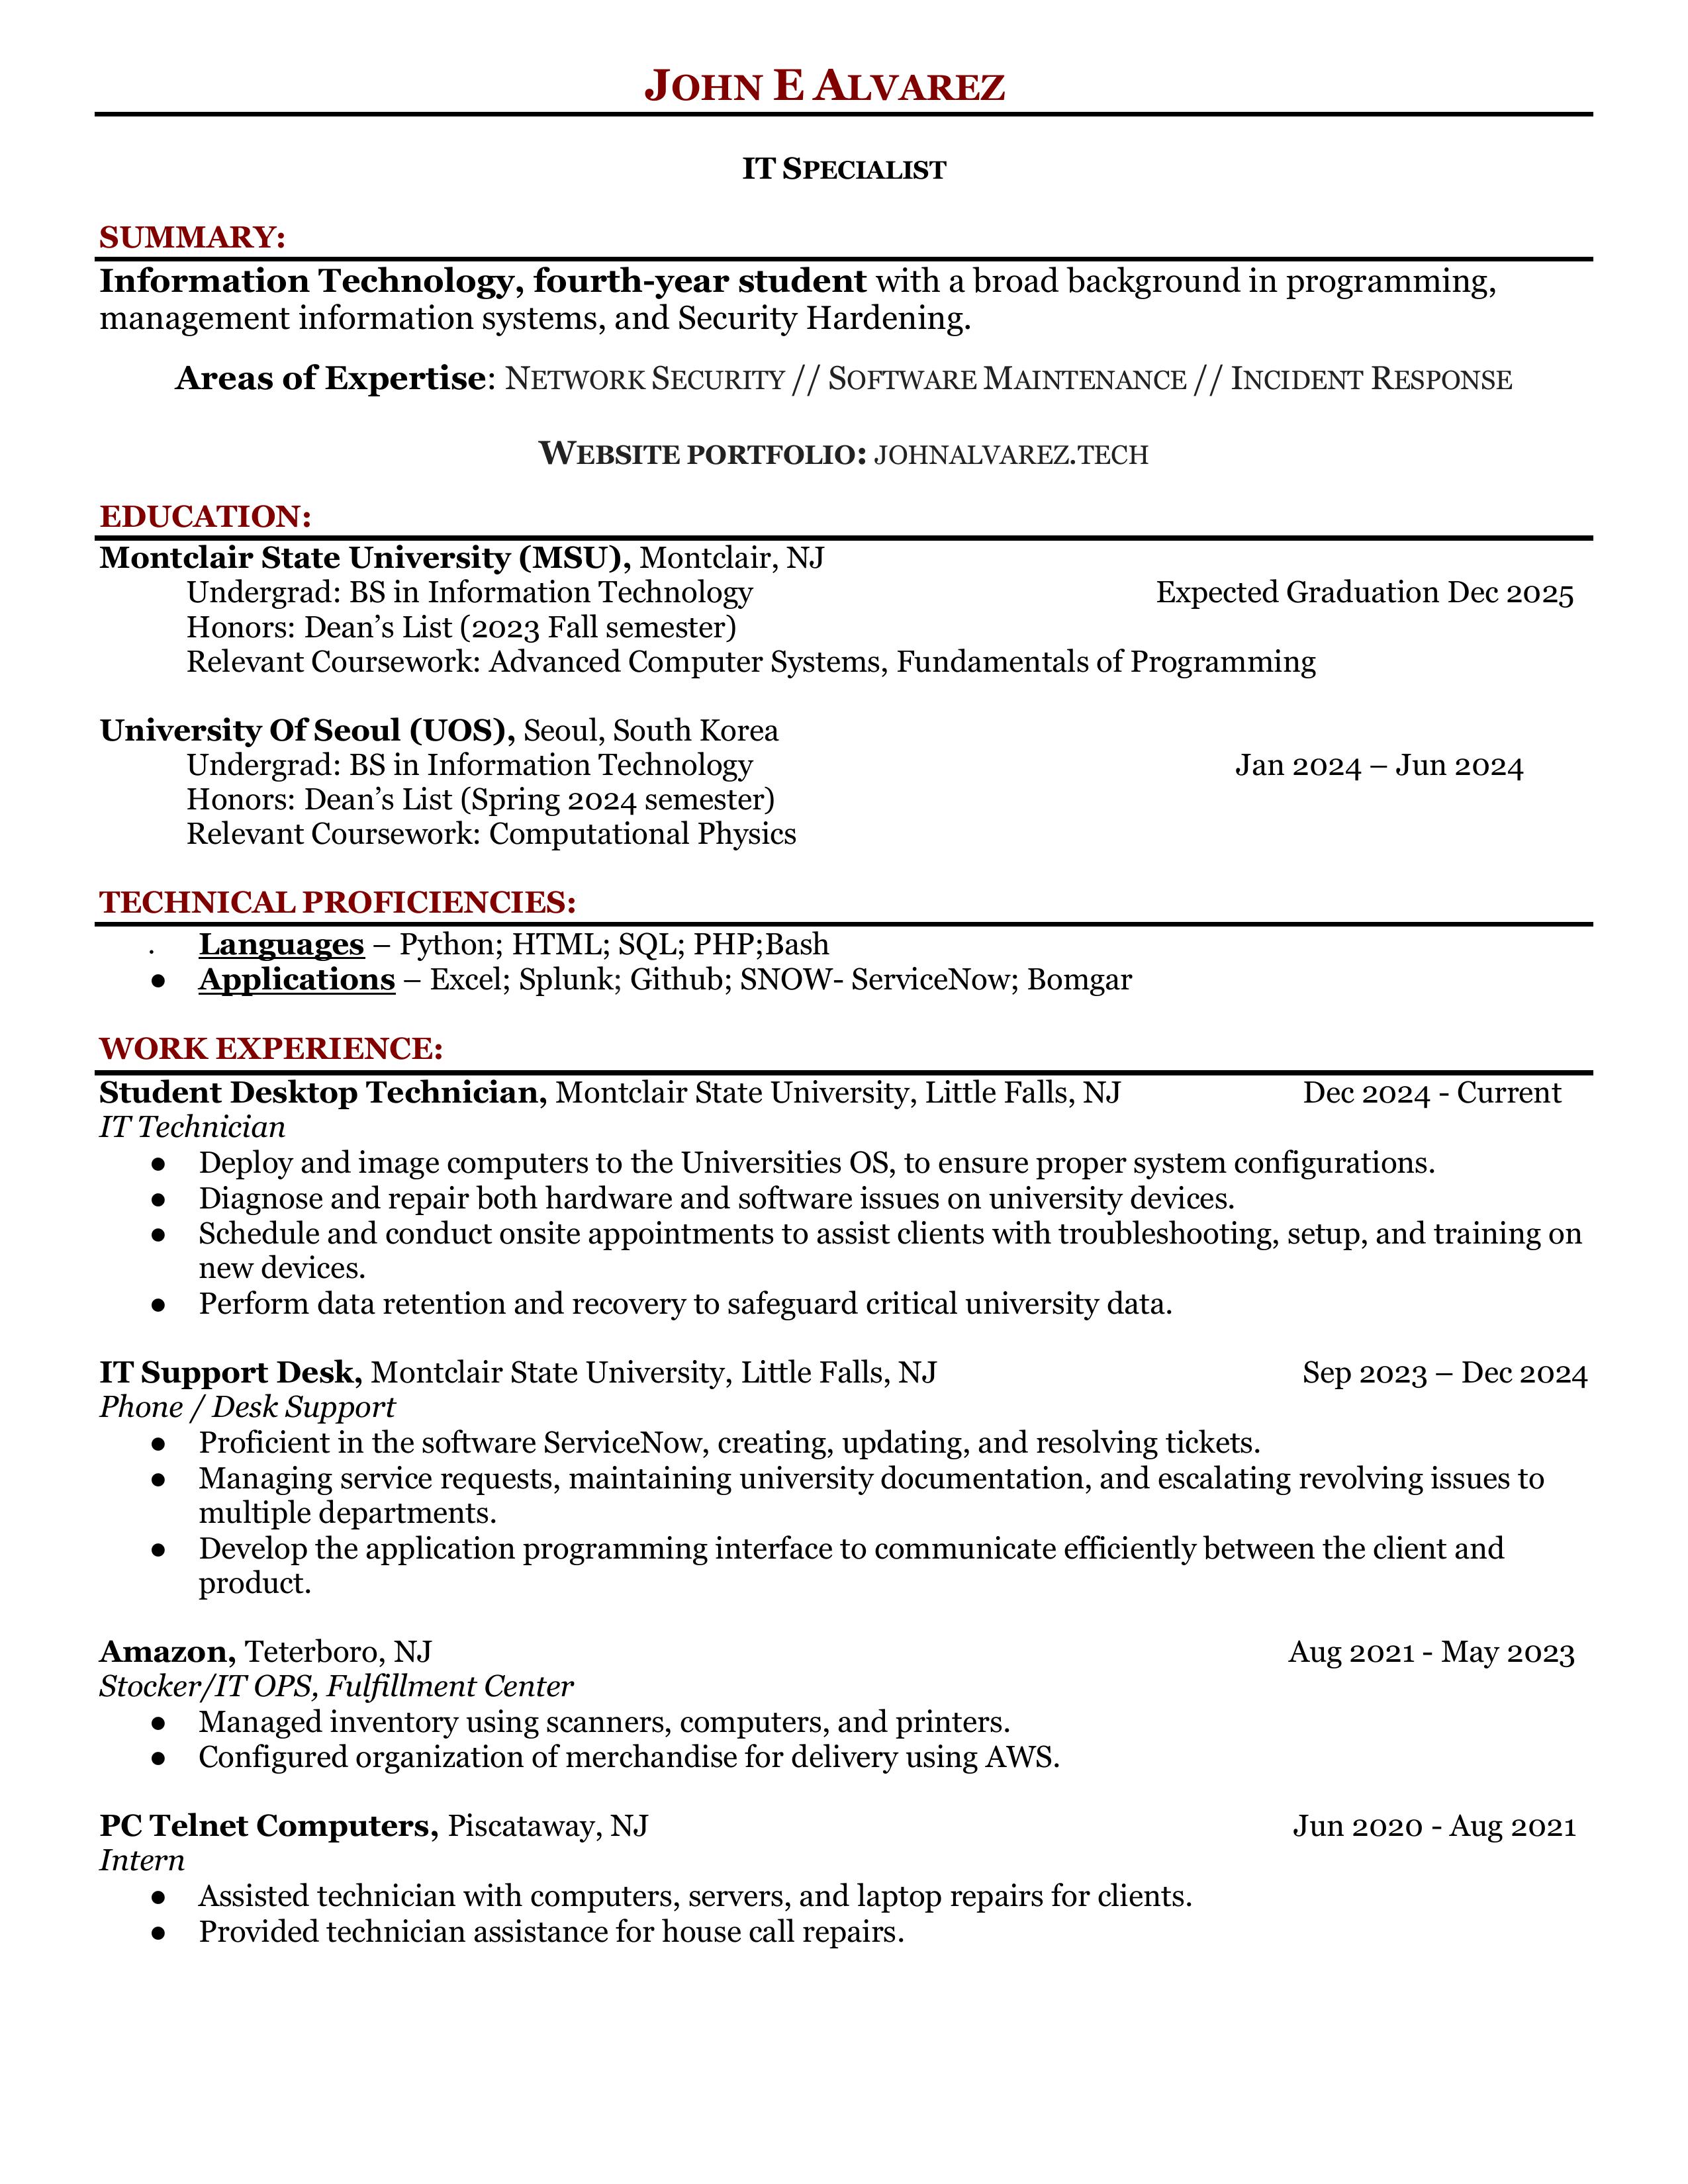 JOHN E ALVAREZ
IT SPECIALIST
SUMMARY:
Information Technology, fourth-year student with a broad background in programming,
management information systems, and Security Hardening.
Areas of Expertise: NETWORK SECURITY // SOFTWARE MAINTENANCE // INCIDENT RESPONSE
WEBSITE PORTFOLIO: JOHNALVAREZ.TECH
EDUCATION:
Montclair State University (MSU), Montclair, NJ
Undergrad: BS in Information Technology Expected Graduation Dec 2025
Honors: Dean’s List (2023 Fall semester)
Relevant Coursework: Advanced Computer Systems, Fundamentals of Programming
University Of Seoul (UOS), Seoul, South Korea
Undergrad: BS in Information Technology Jan 2024 – Jun 2024
Honors: Dean’s List (Spring 2024 semester)
Relevant Coursework: Computational Physics
TECHNICAL PROFICIENCIES:
· Languages – Python; HTML; SQL; PHP;Bash
● Applications – Excel; Splunk; Github; SNOW- ServiceNow; Bomgar
WORK EXPERIENCE:
Student Desktop Technician, Montclair State University, Little Falls, NJ Dec 2024 - Current
IT Technician
● Deploy and image computers to the Universities OS, to ensure proper system configurations.
● Diagnose and repair both hardware and software issues on university devices.
● Schedule and conduct onsite appointments to assist clients with troubleshooting, setup, and training on
new devices.
● Perform data retention and recovery to safeguard critical university data.
IT Support Desk, Montclair State University, Little Falls, NJ Sep 2023 – Dec 2024
Phone / Desk Support
● Proficient in the software ServiceNow, creating, updating, and resolving tickets.
● Managing service requests, maintaining university documentation, and escalating revolving issues to
multiple departments.
● Develop the application programming interface to communicate efficiently between the client and
product.
Amazon, Teterboro, NJ Aug 2021 - May 2023
Stocker/IT OPS, Fulfillment Center
● Managed inventory using scanners, computers, and printers.
● Configured organization of merchandise for delivery using AWS.
PC Telnet Computers, Piscataway, NJ Jun 2020 - Aug 2021
Intern
● Assisted technician with computers, servers, and laptop repairs for clients.
● Provided technician assistance for house call repairs.